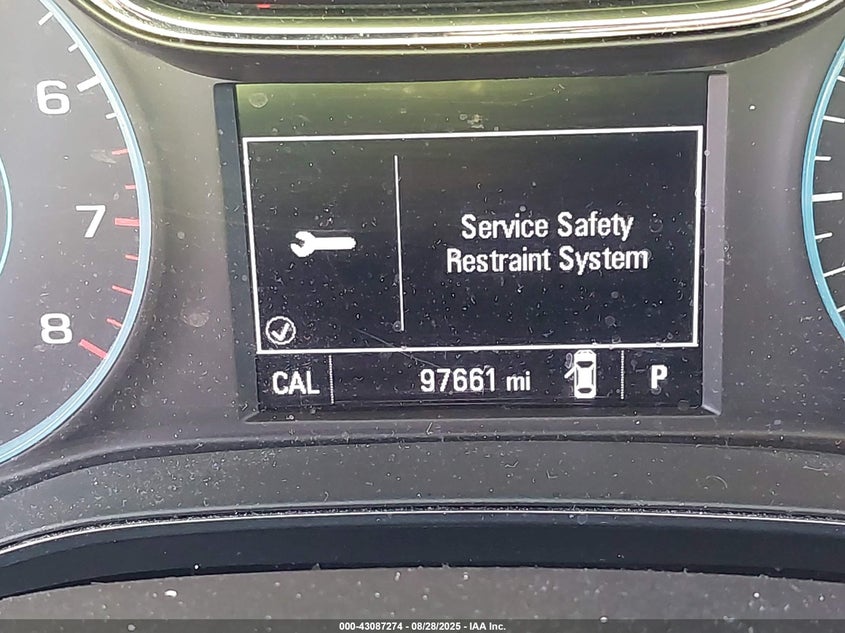 6
7
8
Service Safety
Restraint System
CAL
97661 mi
P
000-43087274 - 08/28/2025 - IAA Inc.